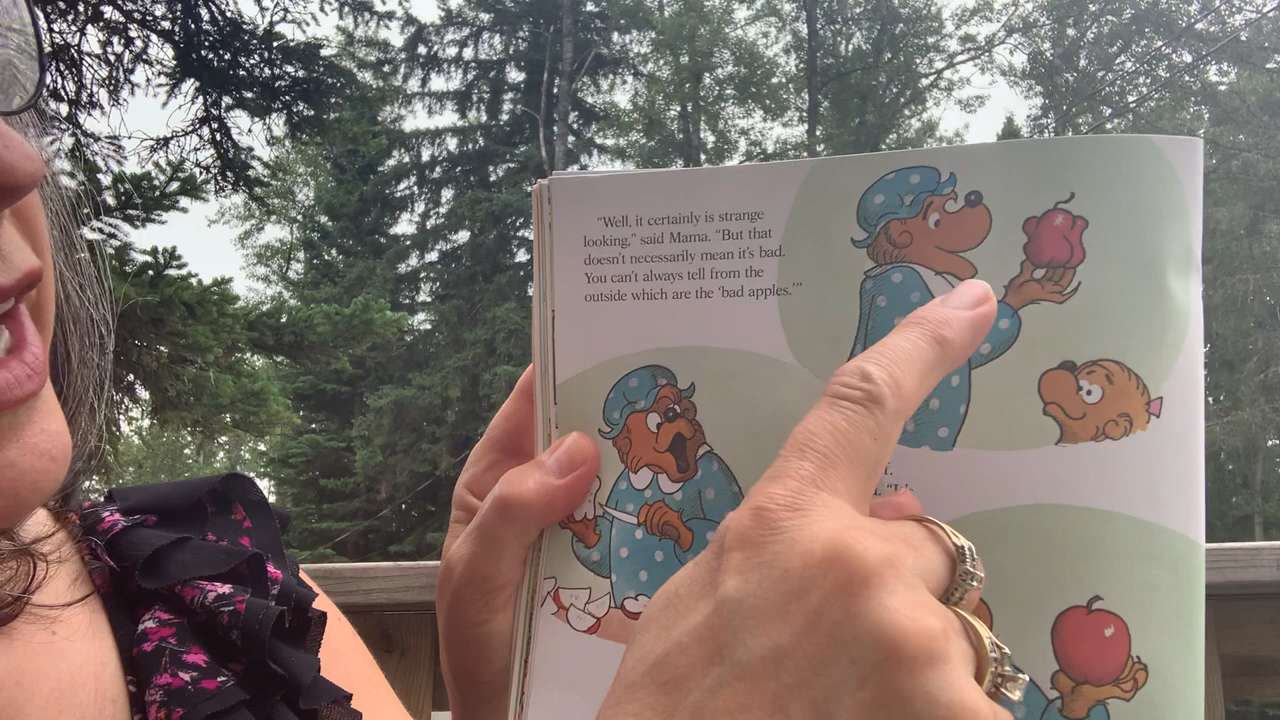 "Well, it certainly is strange
looking," said Mama. "But that
doesn't necessarily mean it's bad.
You can't always tell from the
outside which are the 'bad apples.'"